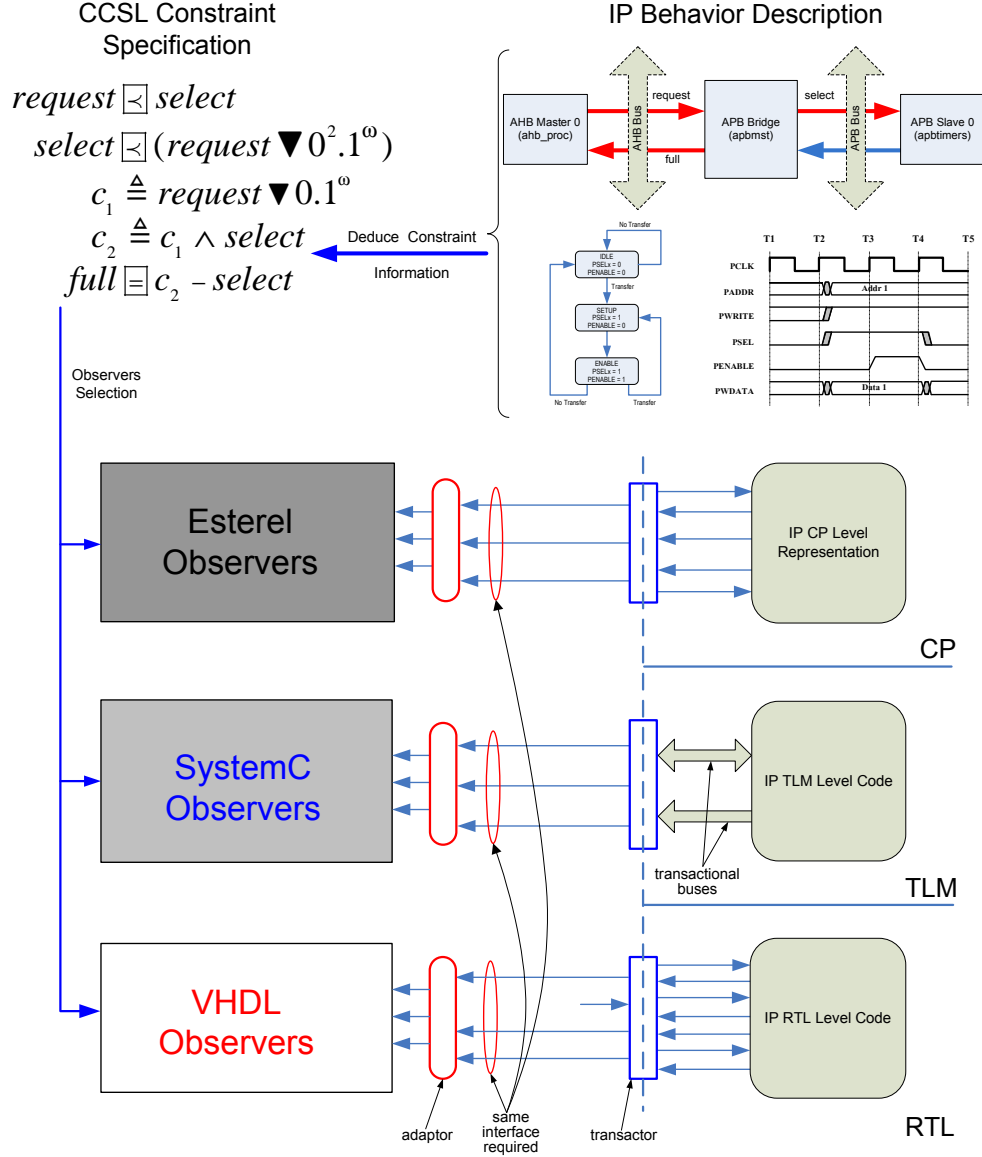 CCSL Constraint
Specification
IP Behavior Description
request ≺ select
select ≺ (request ▼ 0².1^ω)
c₁ ≜ request ▼ 0.1^ω
c₂ ≜ c₁ ∧ select
full = c₂ − select
Deduce Constraint
Information
AHB Master 0
(ahb_proc)
AHB Bus
request
full
APB Bridge
(apbmst)
select
APB Bus
APB Slave 0
(apbtimers)
No Transfer
IDLE
PSELx = 0
PENABLE = 0
Transfer
SETUP
PSELx = 1
PENABLE = 0
ENABLE
PSELx = 1
PENABLE = 1
No Transfer
Transfer
T1 T2 T3 T4 T5
PCLK
PADDR Addr 1
PWRITE
PSEL
PENABLE
PWDATA Data 1
Observers
Selection
Esterel
Observers
IP CP Level
Representation
CP
SystemC
Observers
IP TLM Level Code
transactional
buses
TLM
VHDL
Observers
IP RTL Level Code
adaptor
same
interface
required
transactor
RTL